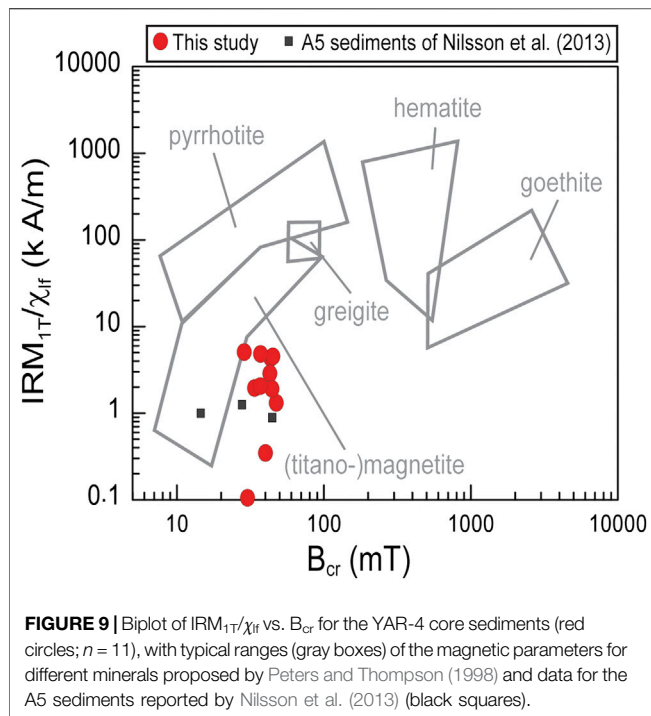 This study A5 sediments of Nilsson et al. (2013)
10000
1000
100
10
1
0.1
IRM1T/χlf (k A/m)
pyrrhotite
hematite
goethite
greigite
(titano-)magnetite
10 100 1000 10000
Bcr (mT)
FIGURE 9 | Biplot of IRM1T/χlf vs. Bcr for the YAR-4 core sediments (red
circles; n = 11), with typical ranges (gray boxes) of the magnetic parameters for
different minerals proposed by Peters and Thompson (1998) and data for the
A5 sediments reported by Nilsson et al. (2013) (black squares).